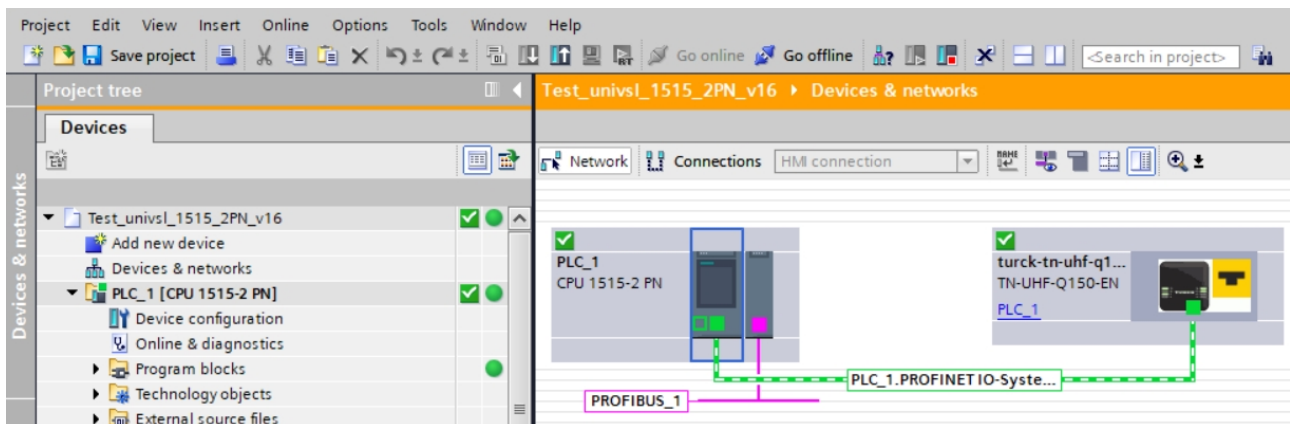 Project Edit View Insert Online Options Tools Window Help
Save project Go online Go offline <Search in project>
Project tree
Test_univsl_1515_2PN_v16 Devices & networks
Devices
Network Connections HMI connection
Devices & networks
Test_univsl_1515_2PN_v16
Add new device
Devices & networks
PLC_1 [CPU 1515-2 PN]
Device configuration
Online & diagnostics
Program blocks
Technology objects
External source files
PLC_1
CPU 1515-2 PN
turck-tn-uhf-q1...
TN-UHF-Q150-EN
PLC_1
PLC_1.PROFINET IO-Syste...
PROFIBUS_1